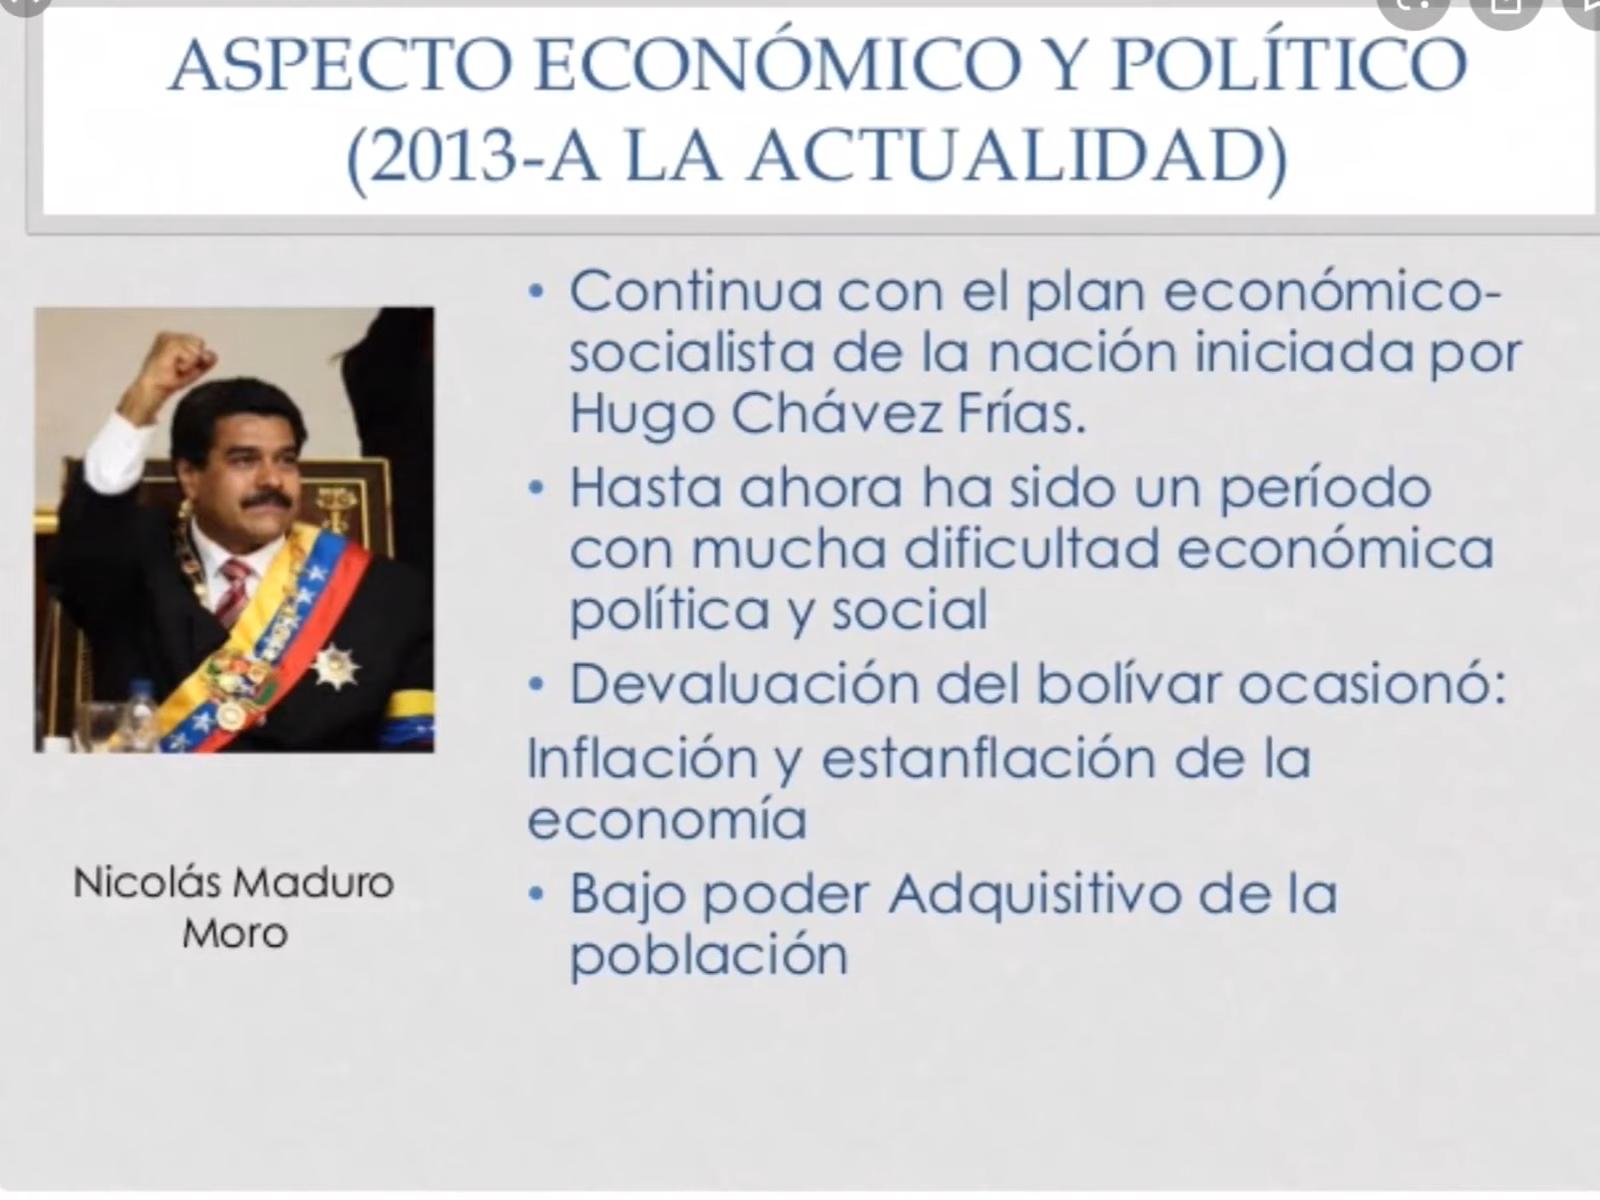 ASPECTO ECONÓMICO Y POLÍTICO
(2013-A LA ACTUALIDAD)
• Continua con el plan económico-
socialista de la nación iniciada por
Hugo Chávez Frías.
• Hasta ahora ha sido un período
con mucha dificultad económica
política y social
• Devaluación del bolívar ocasionó:
Inflación y estanflación de la
economía
• Bajo poder Adquisitivo de la
población
Nicolás Maduro
Moro